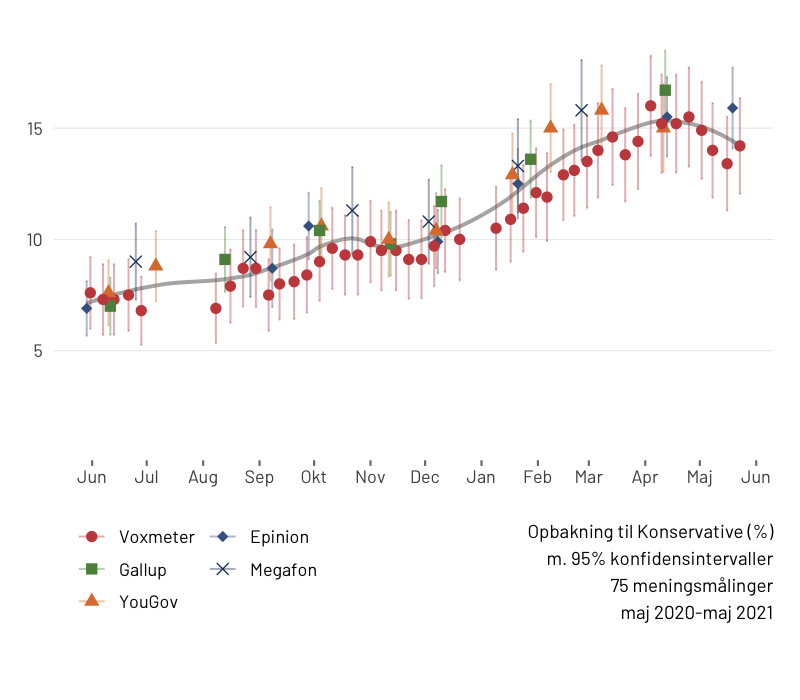 15
10
5
Jun Jul Aug Sep Okt Nov Dec Jan Feb Mar Apr Maj Jun
Voxmeter Epinion
Gallup Megafon
YouGov
Opbakning til Konservative (%)
m. 95% konfidensintervaller
75 meningsmålinger
maj 2020-maj 2021